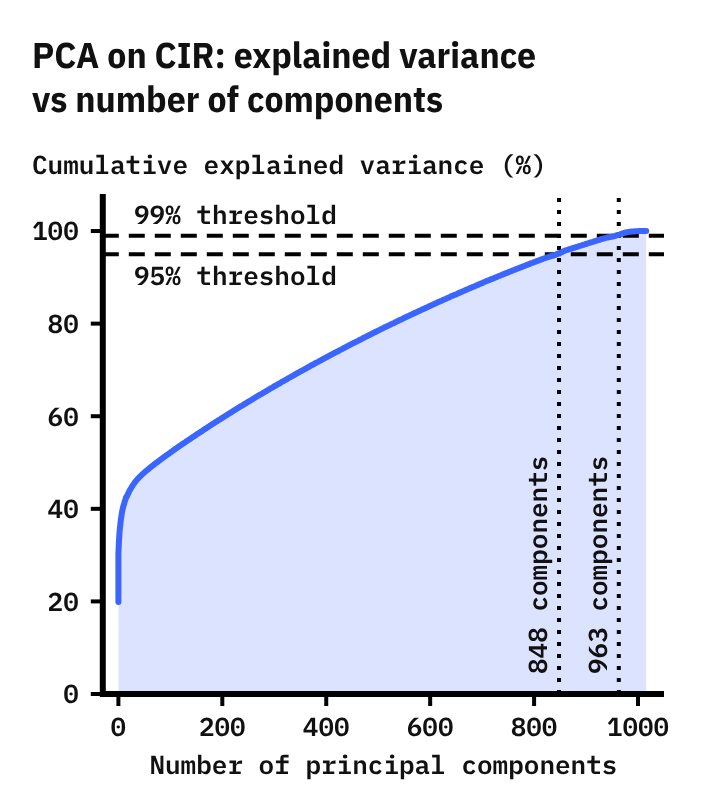 PCA on CIR: explained variance
vs number of components
Cumulative explained variance (%)
99% threshold
100
95% threshold
80
60
40
20
0
848 components
963 components
0 200 400 600 800 1000
Number of principal components